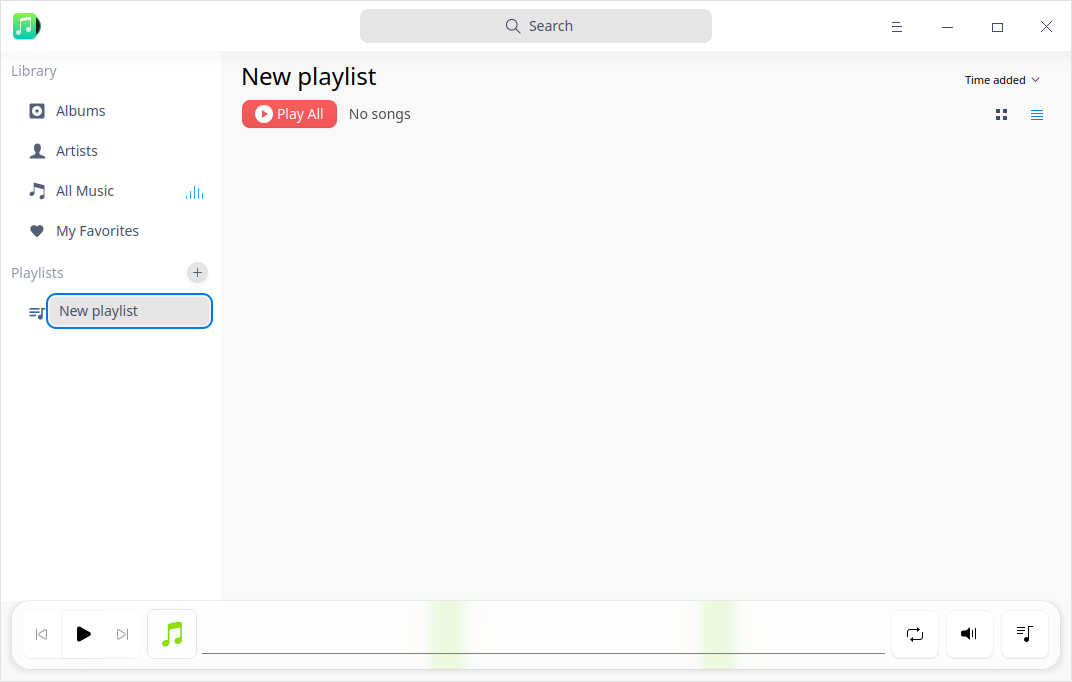 Search
Library
Albums
Artists
All Music
My Favorites
Playlists
New playlist
New playlist
Time added
Play All
No songs